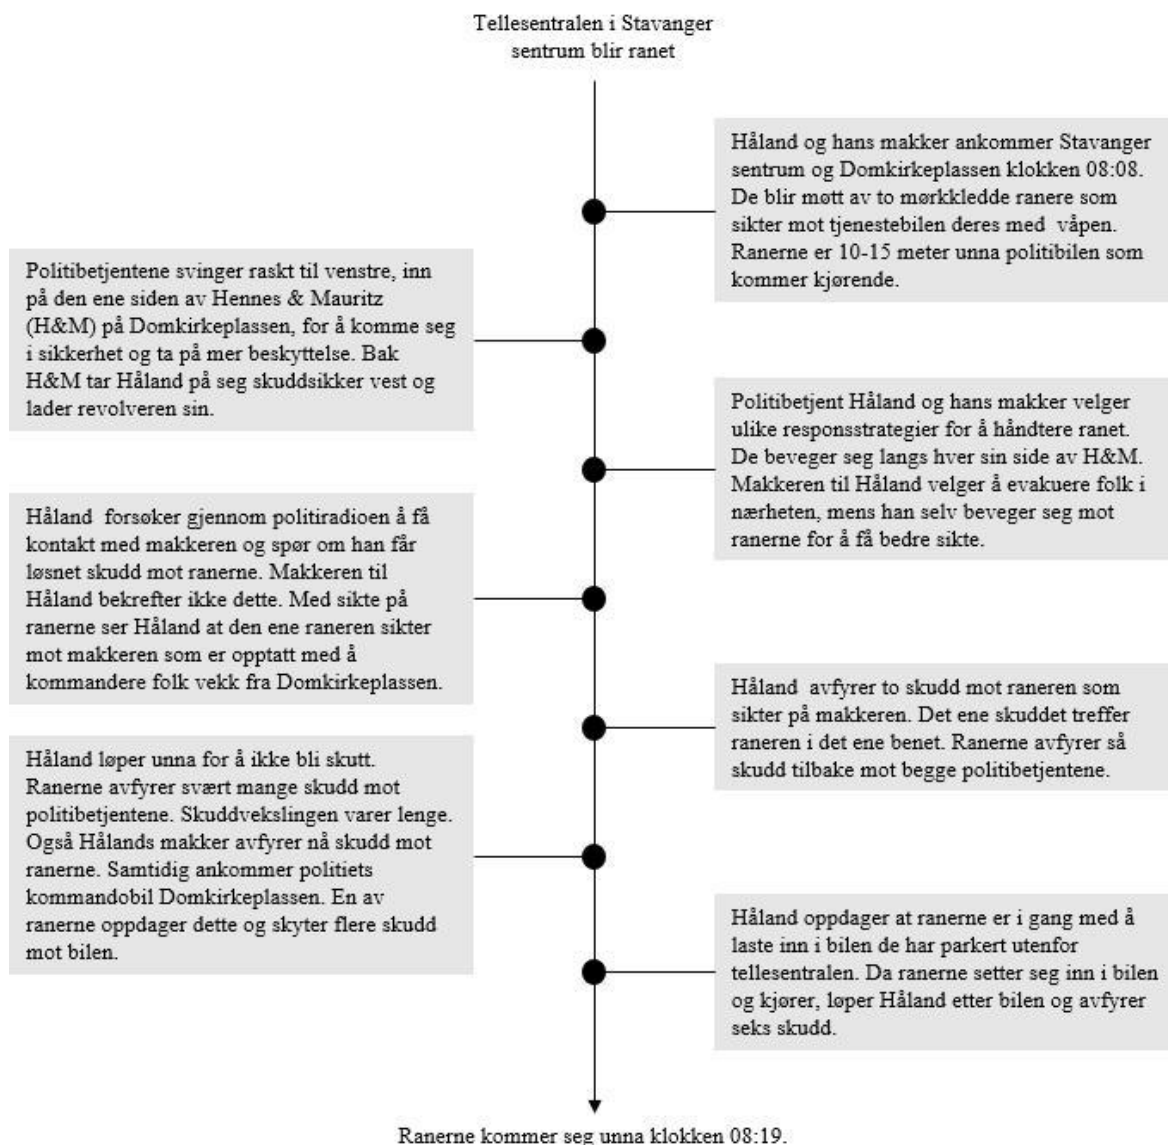 Tellesentralen i Stavanger
sentrum blir ranet
Håland og hans makker ankommer Stavanger
sentrum og Domkirkeplassen klokken 08:08.
De blir møtt av to mørkkledde ranere som
sikter mot tjenestebilen deres med våpen.
Ranerne er 10-15 meter unna politibilen som
kommer kjørende.
Politibetjentene svinger raskt til venstre, inn
på den ene siden av Hennes & Mauritz
(H&M) på Domkirkeplassen, for å komme seg
i sikkerhet og ta på mer beskyttelse. Bak
H&M tar Håland på seg skuddsikker vest og
lader revolveren sin.
Politibetjent Håland og hans makker velger
ulike responsstrategier for å håndtere ranet.
De beveger seg langs hver sin side av H&M.
Makkeren til Håland velger å evakuere folk i
nærheten, mens han selv beveger seg mot
ranerne for å få bedre sikte.
Håland forsøker gjennom politiradioen å få
kontakt med makkeren og spør om han får
løsnet skudd mot ranerne. Makkeren til
Håland bekrefter ikke dette. Med sikte på
ranerne ser Håland at den ene raneren sikter
mot makkeren som er opptatt med å
kommandere folk vekk fra Domkirkeplassen.
Håland avfyrer to skudd mot raneren som
sikter på makkeren. Det ene skuddet treffer
raneren i det ene benet. Ranerne avfyrer så
skudd tilbake mot begge politibetjentene.
Håland løper unna for å ikke bli skutt.
Ranerne avfyrer svært mange skudd mot
politibetjentene. Skuddvekslingen varer lenge.
Også Hålands makker avfyrer nå skudd mot
ranerne. Samtidig ankommer politiets
kommandobil Domkirkeplassen. En av
ranerne oppdager dette og skyter flere skudd
mot bilen.
Håland oppdager at ranerne er i gang med å
laste inn i bilen de har parkert utenfor
tellesentralen. Da ranerne setter seg inn i bilen
og kjører, løper Håland etter bilen og avfyrer
seks skudd.
Ranerne kommer seg unna klokken 08:19.